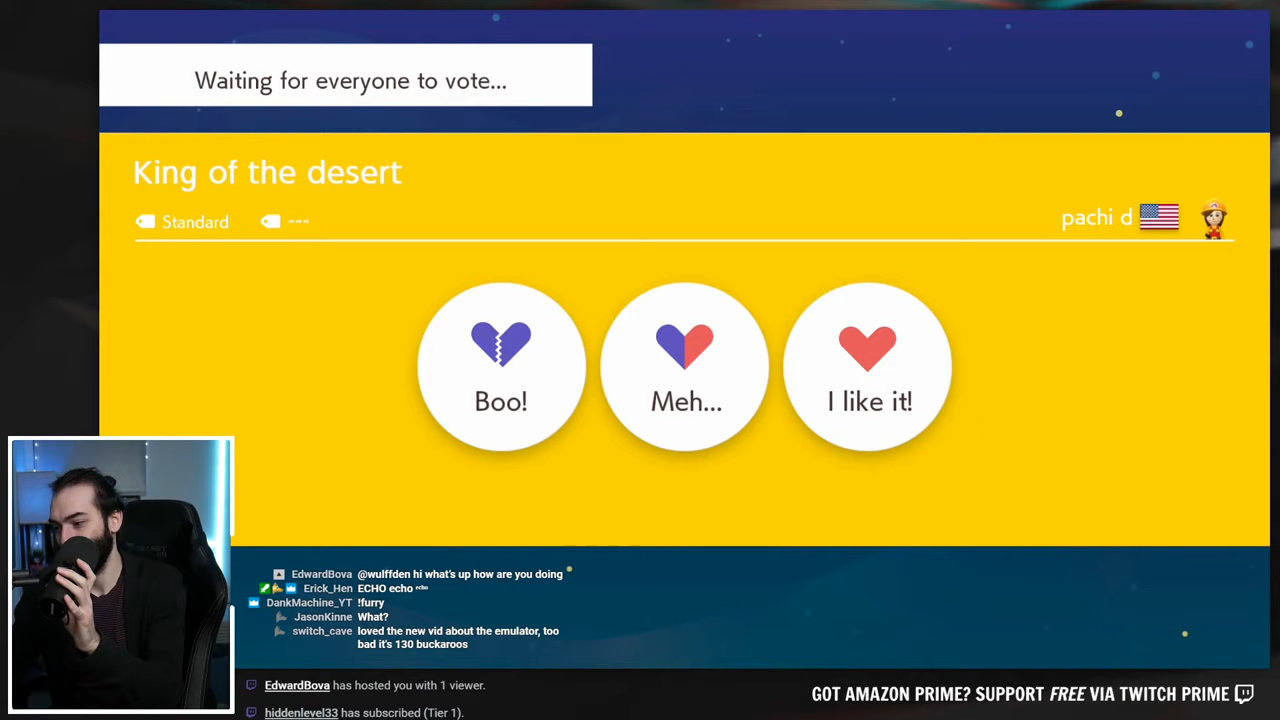 Waiting for everyone to vote...
King of the desert
Standard
---
pachi d
Boo!
Meh...
I like it!
EdwardBova @wulffden hi what's up how are you doing
Erick_Hen ECHO echo echo
DankMachine_YT !furry
JasonKinne What?
switch_cave loved the new vid about the emulator, too
bad it's 130 buckaroos
EdwardBova has hosted you with 1 viewer.
hiddenlevel33 has subscribed (Tier 1).
GOT AMAZON PRIME? SUPPORT FREE VIA TWITCH PRIME